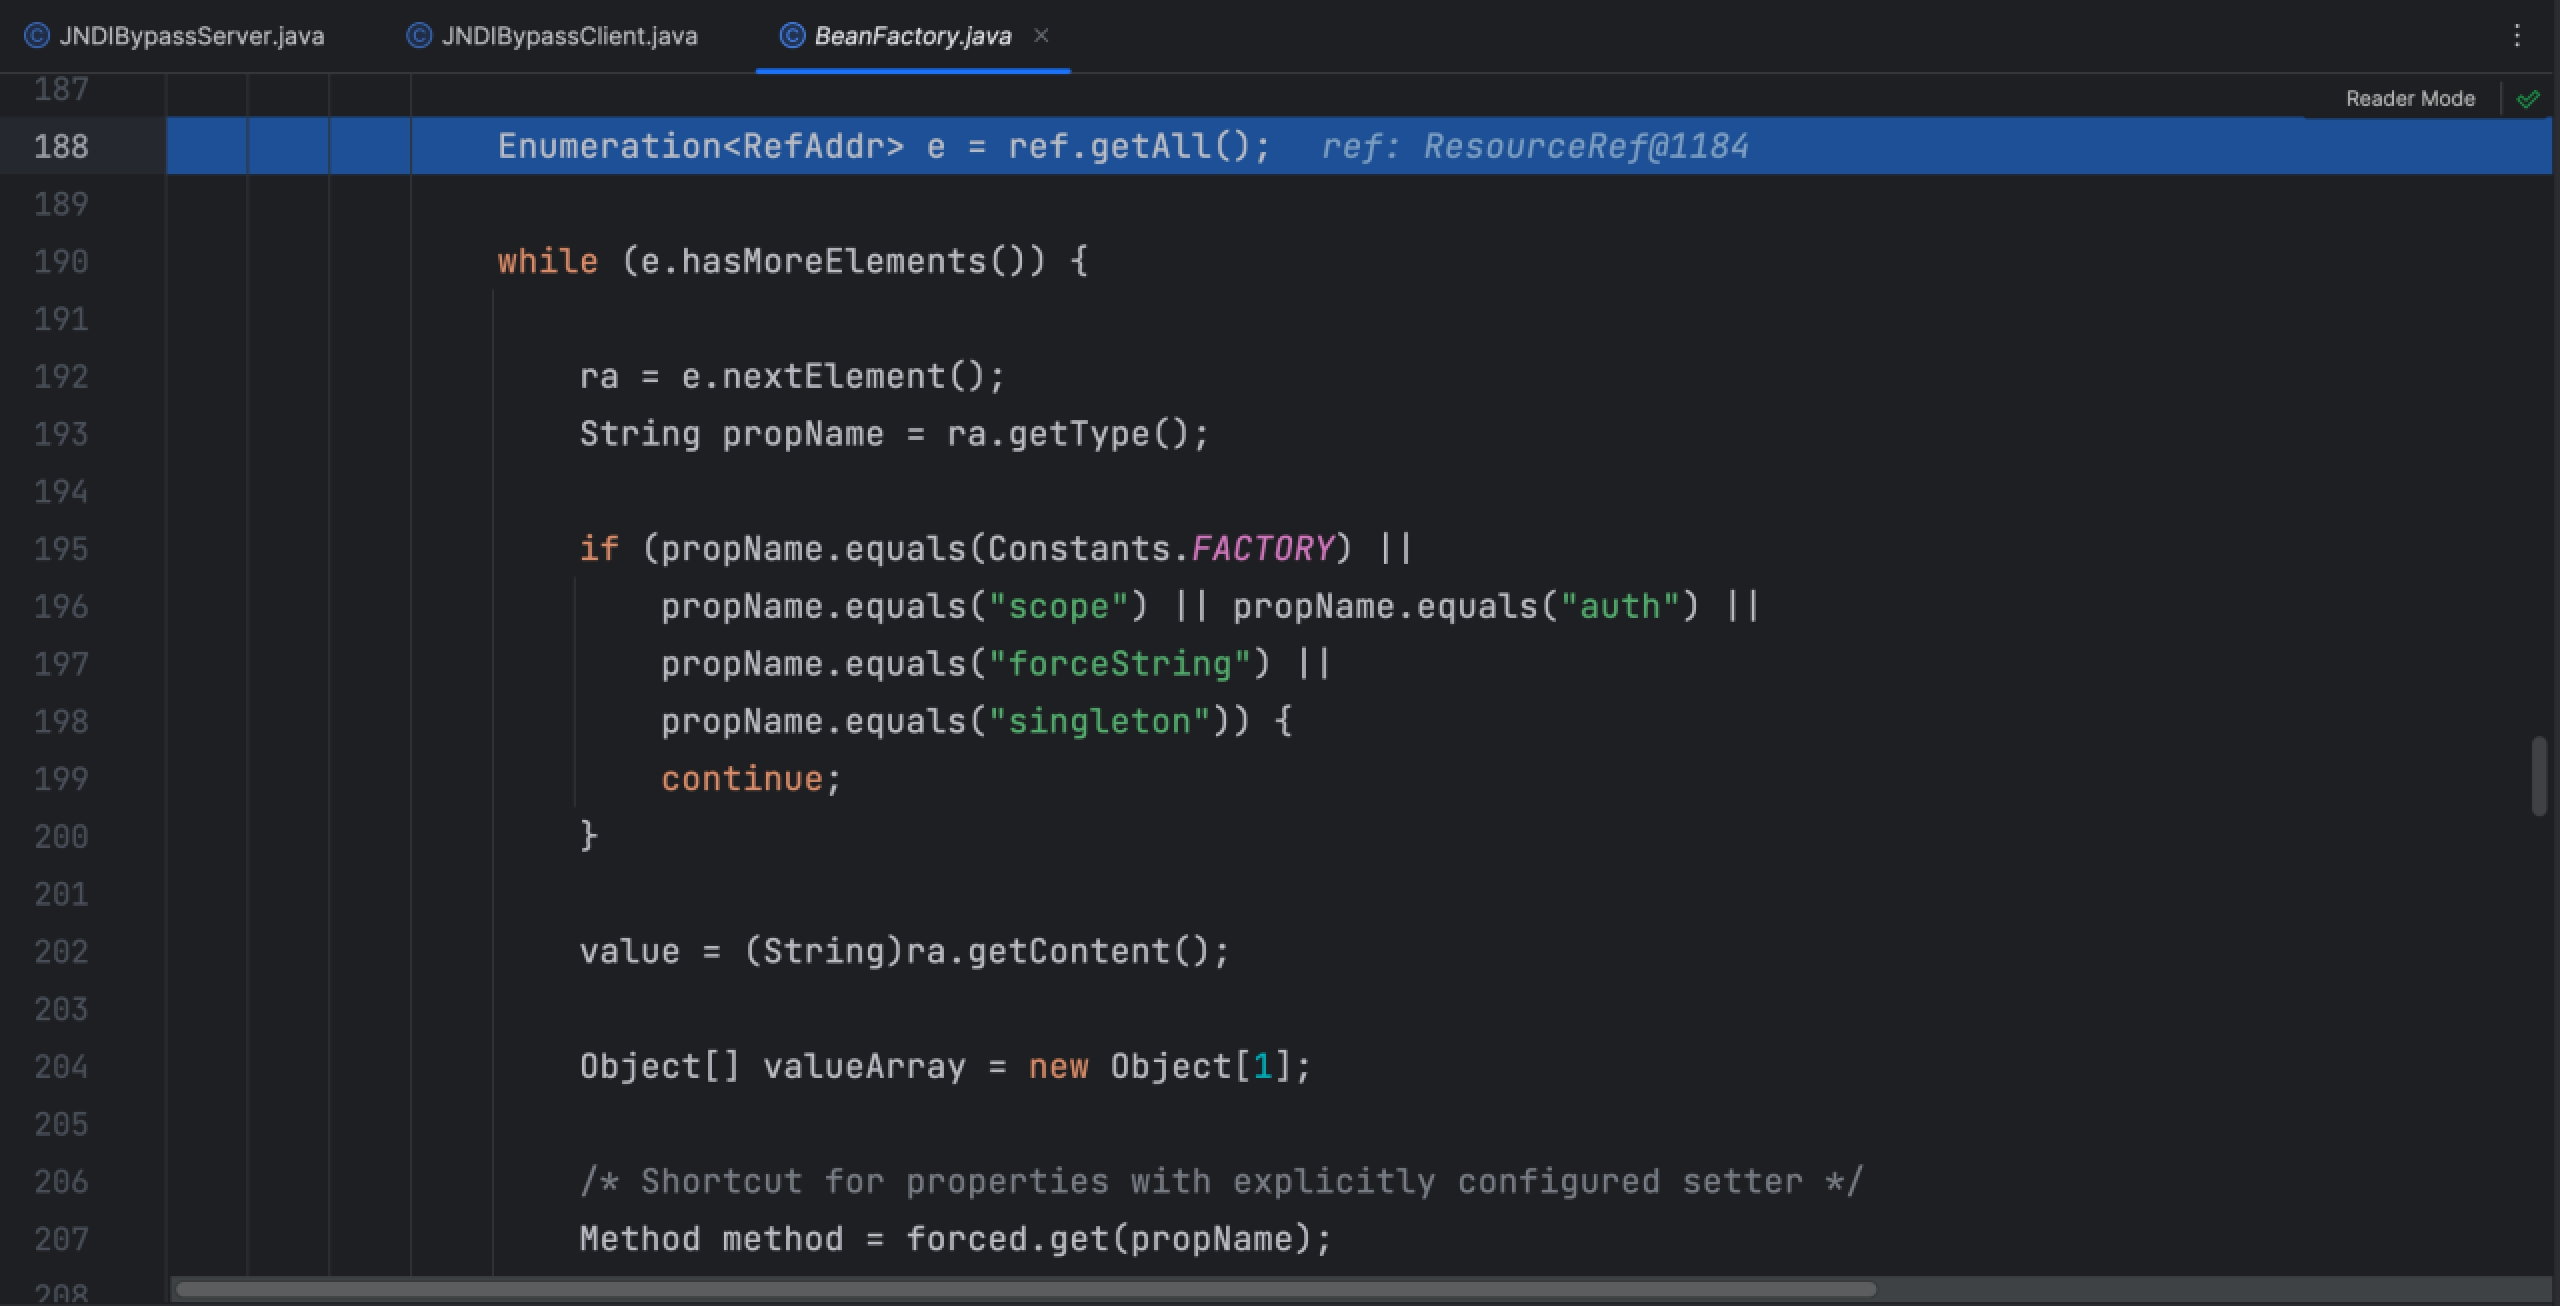 JNDIBypassServer.java JNDIBypassClient.java BeanFactory.java
187
Reader Mode
188 Enumeration<RefAddr> e = ref.getAll(); ref: ResourceRef@1184
189
190 while (e.hasMoreElements()) {
191
192 ra = e.nextElement();
193 String propName = ra.getType();
194
195 if (propName.equals(Constants.FACTORY) ||
196 propName.equals("scope") || propName.equals("auth") ||
197 propName.equals("forceString") ||
198 propName.equals("singleton")) {
199 continue;
200 }
201
202 value = (String)ra.getContent();
203
204 Object[] valueArray = new Object[1];
205
206 /* Shortcut for properties with explicitly configured setter */
207 Method method = forced.get(propName);
208